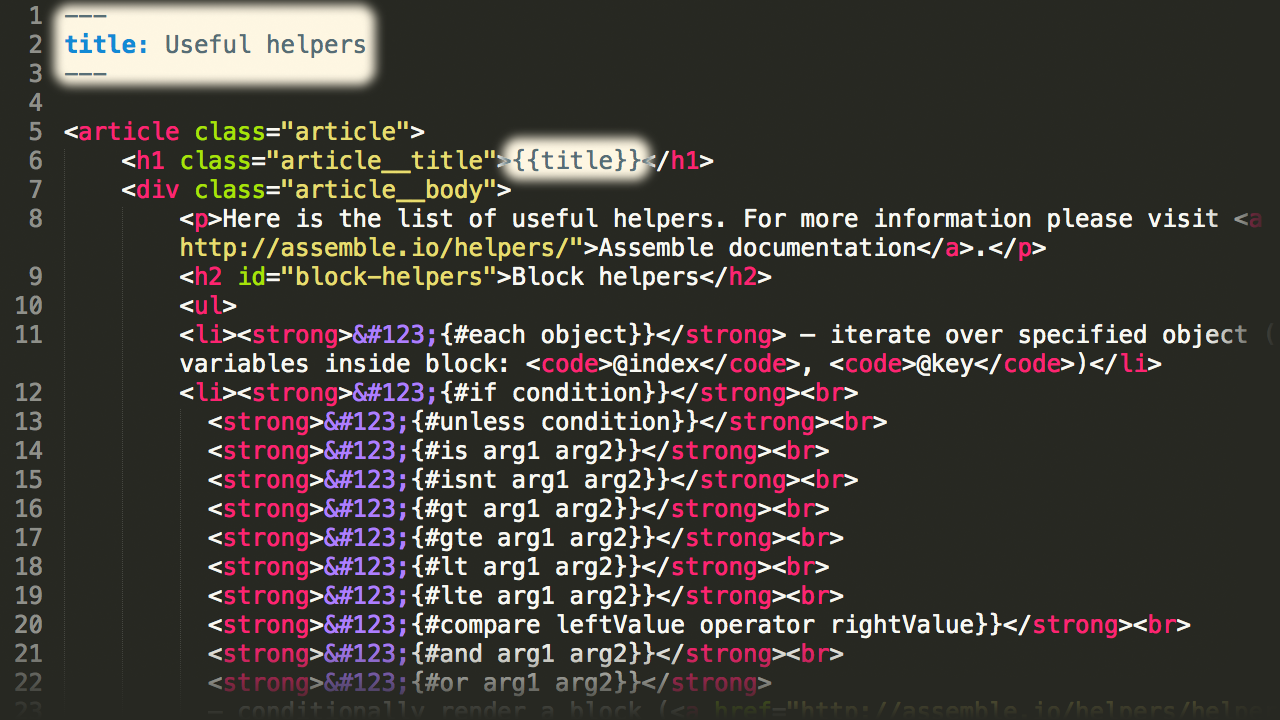 1 ---
2 title: Useful helpers
3 ---
4
5 <article class="article">
6 <h1 class="article__title">{{title}}</h1>
7 <div class="article__body">
8 <p>Here is the list of useful helpers. For more information please visit <a
http://assemble.io/helpers/">Assemble documentation</a>.</p>
9 <h2 id="block-helpers">Block helpers</h2>
10 <ul>
11 <li><strong>&#123;{#each object}}</strong> – iterate over specified object (
variables inside block: <code>@index</code>, <code>@key</code>)</li>
12 <li><strong>&#123;{#if condition}}</strong><br>
13 <strong>&#123;{#unless condition}}</strong><br>
14 <strong>&#123;{#is arg1 arg2}}</strong><br>
15 <strong>&#123;{#isnt arg1 arg2}}</strong><br>
16 <strong>&#123;{#gt arg1 arg2}}</strong><br>
17 <strong>&#123;{#gte arg1 arg2}}</strong><br>
18 <strong>&#123;{#lt arg1 arg2}}</strong><br>
19 <strong>&#123;{#lte arg1 arg2}}</strong><br>
20 <strong>&#123;{#compare leftValue operator rightValue}}</strong><br>
21 <strong>&#123;{#and arg1 arg2}}</strong><br>
22 <strong>&#123;{#or arg1 arg2}}</strong>
23 – conditionally render a block (<a href="http://assemble.io/helpers/helpe